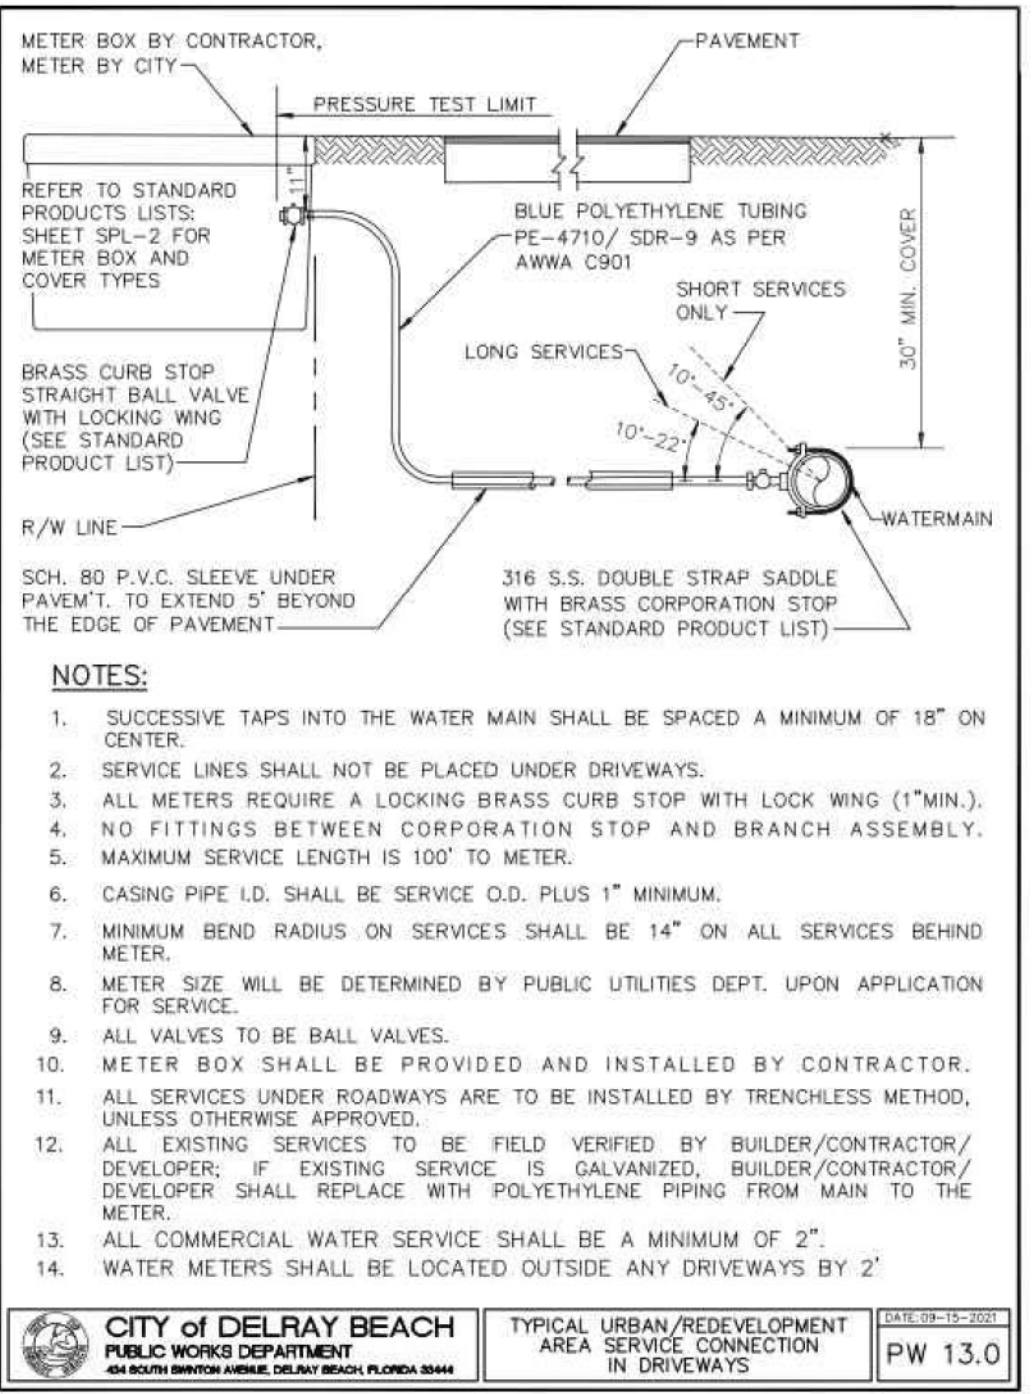 METER BOX BY CONTRACTOR,
METER BY CITY
PAVEMENT
PRESSURE TEST LIMIT
11"
REFER TO STANDARD
PRODUCTS LISTS:
SHEET SPL-2 FOR
METER BOX AND
COVER TYPES
BLUE POLYETHYLENE TUBING
PE-4710/ SDR-9 AS PER
AWWA C901
30" MIN. COVER
SHORT SERVICES
ONLY
LONG SERVICES
10°-45°
10°-22°
BRASS CURB STOP
STRAIGHT BALL VALVE
WITH LOCKING WING
(SEE STANDARD
PRODUCT LIST)
R/W LINE
WATERMAIN
SCH. 80 P.V.C. SLEEVE UNDER
PAVEM'T. TO EXTEND 5' BEYOND
THE EDGE OF PAVEMENT
316 S.S. DOUBLE STRAP SADDLE
WITH BRASS CORPORATION STOP
(SEE STANDARD PRODUCT LIST)
NOTES:
1. SUCCESSIVE TAPS INTO THE WATER MAIN SHALL BE SPACED A MINIMUM OF 18" ON
CENTER.
2. SERVICE LINES SHALL NOT BE PLACED UNDER DRIVEWAYS.
3. ALL METERS REQUIRE A LOCKING BRASS CURB STOP WITH LOCK WING (1"MIN.).
4. NO FITTINGS BETWEEN CORPORATION STOP AND BRANCH ASSEMBLY.
5. MAXIMUM SERVICE LENGTH IS 100' TO METER.
6. CASING PIPE I.D. SHALL BE SERVICE O.D. PLUS 1" MINIMUM.
7. MINIMUM BEND RADIUS ON SERVICES SHALL BE 14" ON ALL SERVICES BEHIND
METER.
8. METER SIZE WILL BE DETERMINED BY PUBLIC UTILITIES DEPT. UPON APPLICATION
FOR SERVICE.
9. ALL VALVES TO BE BALL VALVES.
10. METER BOX SHALL BE PROVIDED AND INSTALLED BY CONTRACTOR.
11. ALL SERVICES UNDER ROADWAYS ARE TO BE INSTALLED BY TRENCHLESS METHOD,
UNLESS OTHERWISE APPROVED.
12. ALL EXISTING SERVICES TO BE FIELD VERIFIED BY BUILDER/CONTRACTOR/
DEVELOPER; IF EXISTING SERVICE IS GALVANIZED, BUILDER/CONTRACTOR/
DEVELOPER SHALL REPLACE WITH POLYETHYLENE PIPING FROM MAIN TO THE
METER.
13. ALL COMMERCIAL WATER SERVICE SHALL BE A MINIMUM OF 2".
14. WATER METERS SHALL BE LOCATED OUTSIDE ANY DRIVEWAYS BY 2'
CITY of DELRAY BEACH
PUBLIC WORKS DEPARTMENT
434 SOUTH SWINTON AVENUE, DELRAY BEACH, FLORIDA 33444
TYPICAL URBAN/REDEVELOPMENT
AREA SERVICE CONNECTION
IN DRIVEWAYS
DATE:09-15-2021
PW 13.0